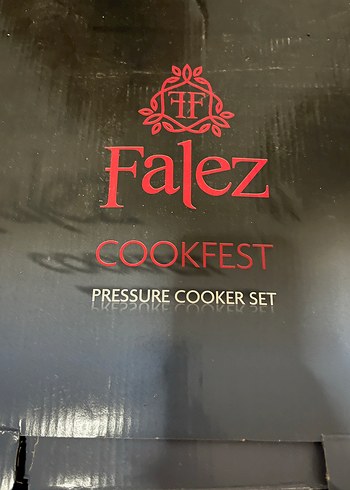 FF
Falez
COOKFEST
PRESSURE COOKER SET